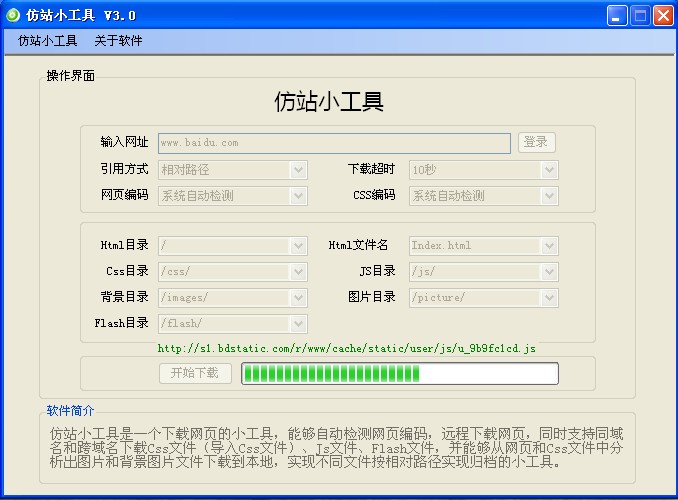 仿站小工具 V3.0
仿站小工具 关于软件
操作界面
仿站小工具
输入网址 www.baidu.com 登录
引用方式 相对路径 下载超时 10秒
网页编码 系统自动检测 CSS编码 系统自动检测
Html目录 / Html文件名 Index.html
Css目录 /css/ JS目录 /js/
背景目录 /images/ 图片目录 /picture/
Flash目录 /flash/
http://s1.bdstatic.com/r/www/cache/static/user/js/u_9b9fc1cd.js
开始下载
软件简介
仿站小工具是一个下载网页的小工具，能够自动检测网页编码，远程下载网页，同时支持同域
名和跨域名下载Css文件（导入Css文件）、Js文件、Flash文件，并能够从网页和Css文件中分
析出图片和背景图片文件下载到本地，实现不同文件按相对路径实现归档的小工具。